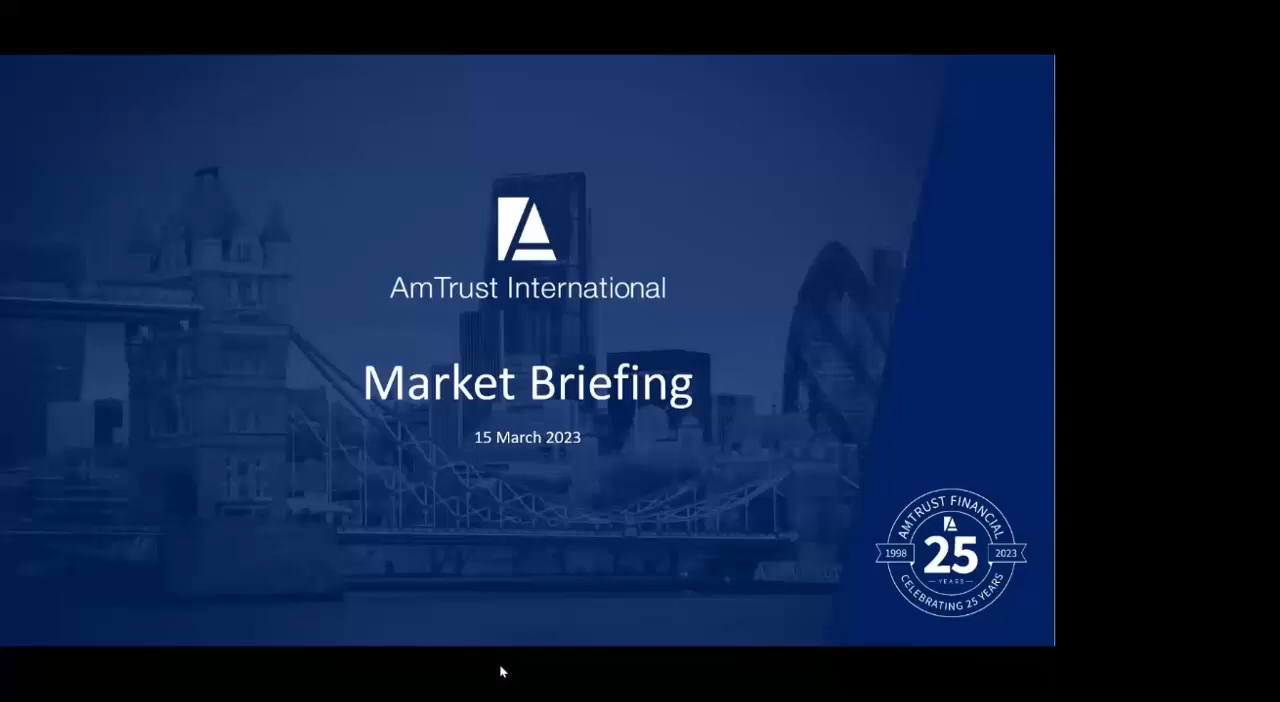 AmTrust International
Market Briefing
15 March 2023
AMTRUST FINANCIAL
1998
25
2023
YEARS
CELEBRATING 25 YEARS